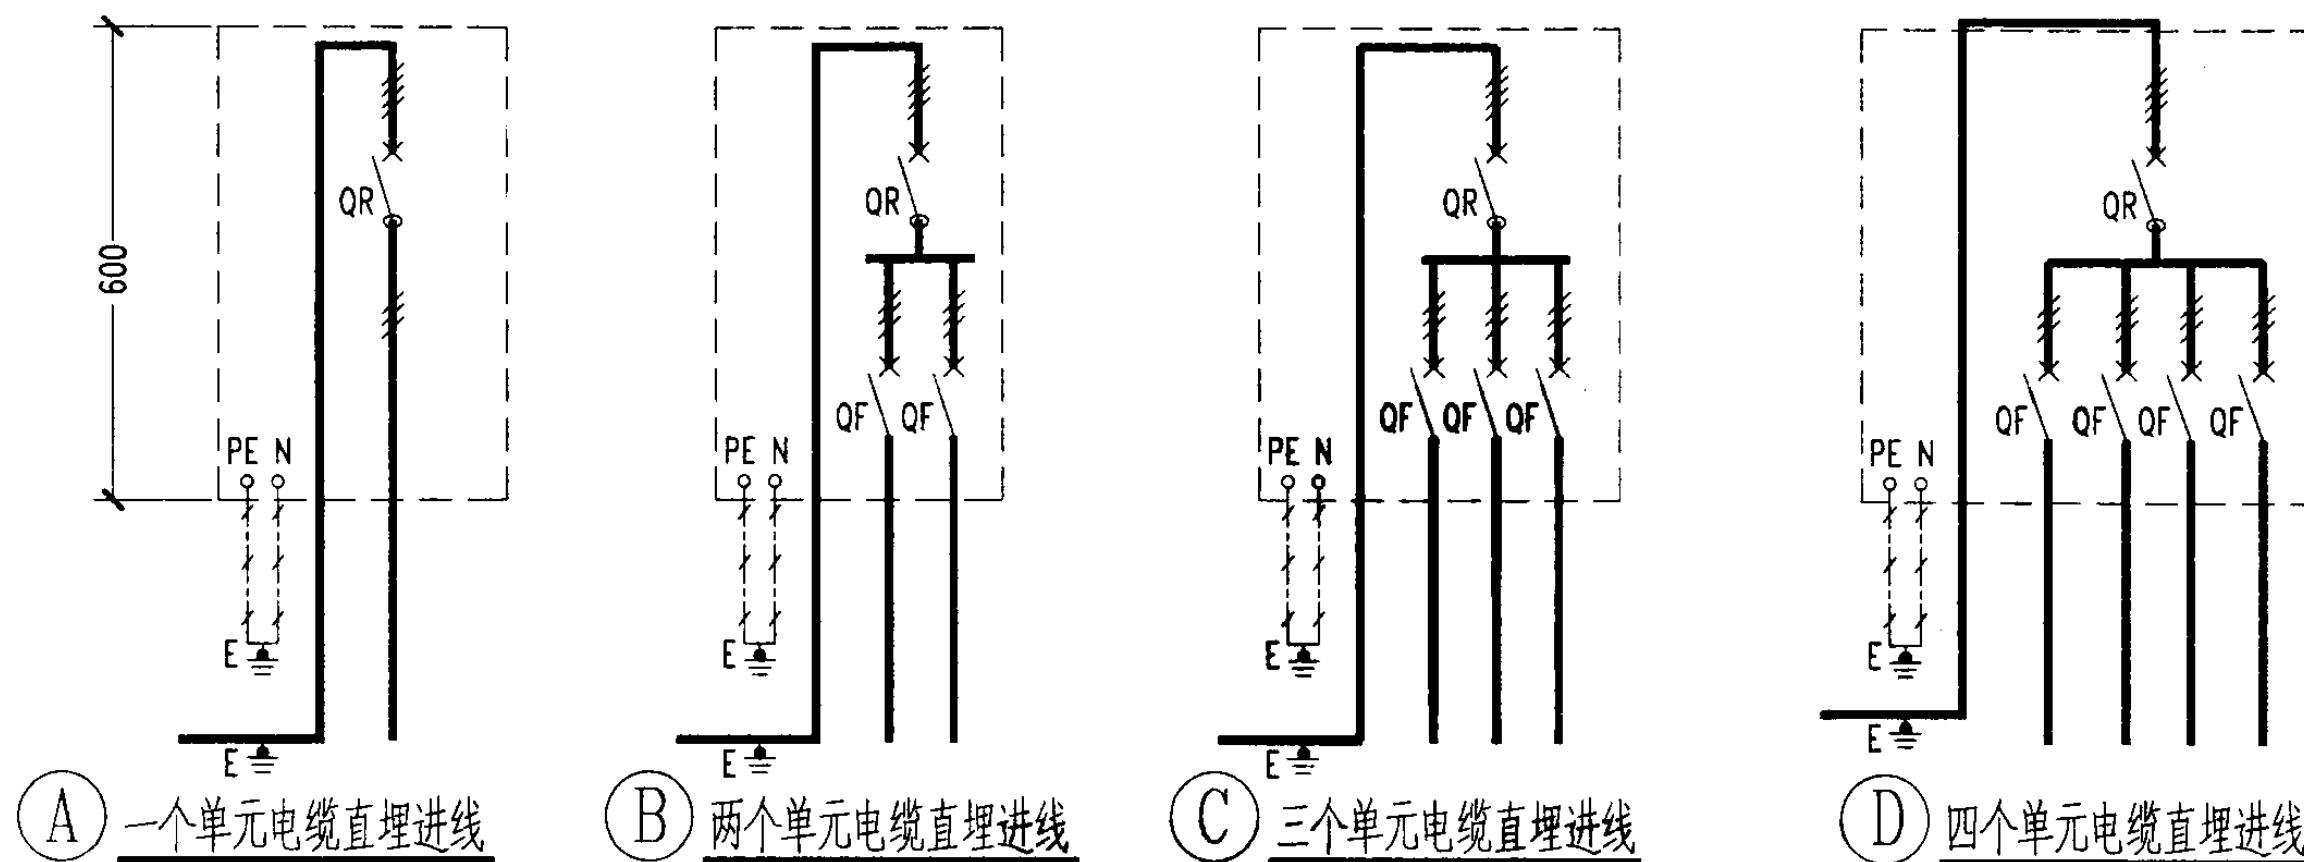 600
QR
PE N
E
E
A 一个单元电缆直埋进线
QR
QF QF
PE N
E
E
B 两个单元电缆直埋进线
QR
QF QF QF
PE N
E
E
C 三个单元电缆直埋进线
QR
QF QF QF QF
PE N
E
E
D 四个单元电缆直埋进线